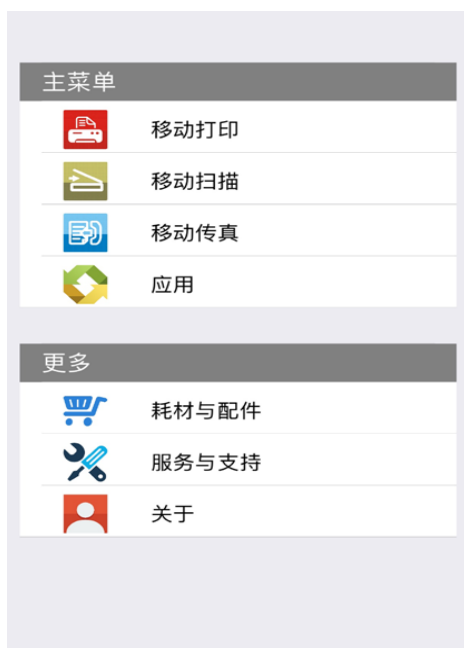 主菜单
移动打印
移动扫描
移动传真
应用
更多
耗材与配件
服务与支持
关于